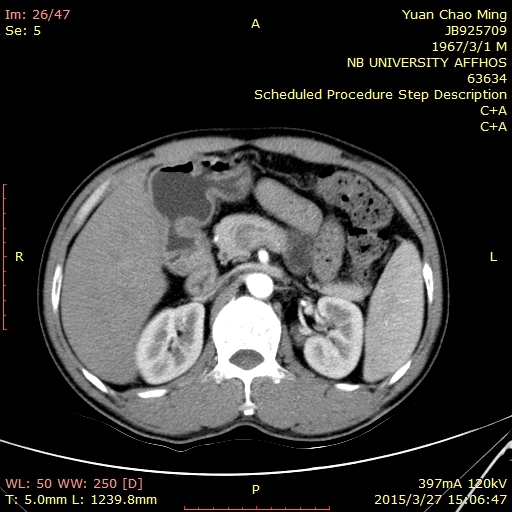 Im: 26/47
Se: 5
A
Yuan Chao Ming
JB925709
1967/3/1 M
NB UNIVERSITY AFFHOS
63634
Scheduled Procedure Step Description
C+A
C+A
R
L
WL: 50 WW: 250 [D]
T: 5.0mm L: 1239.8mm
P
397mA 120kV
2015/3/27 15:06:47